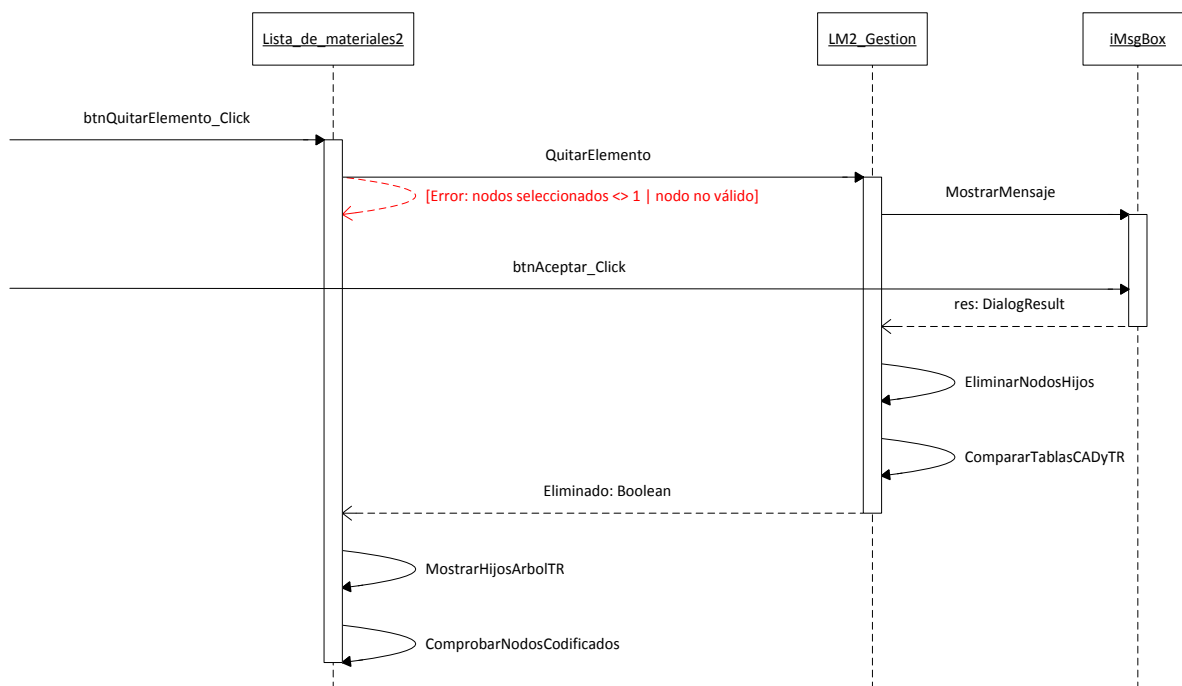 Lista_de_materiales2
LM2_Gestion
iMsgBox
btnQuitarElemento_Click
QuitarElemento
[Error: nodos seleccionados <> 1 | nodo no válido]
MostrarMensaje
btnAceptar_Click
res: DialogResult
EliminarNodosHijos
CompararTablasCADyTR
Eliminado: Boolean
MostrarHijosArbolTR
ComprobarNodosCodificados